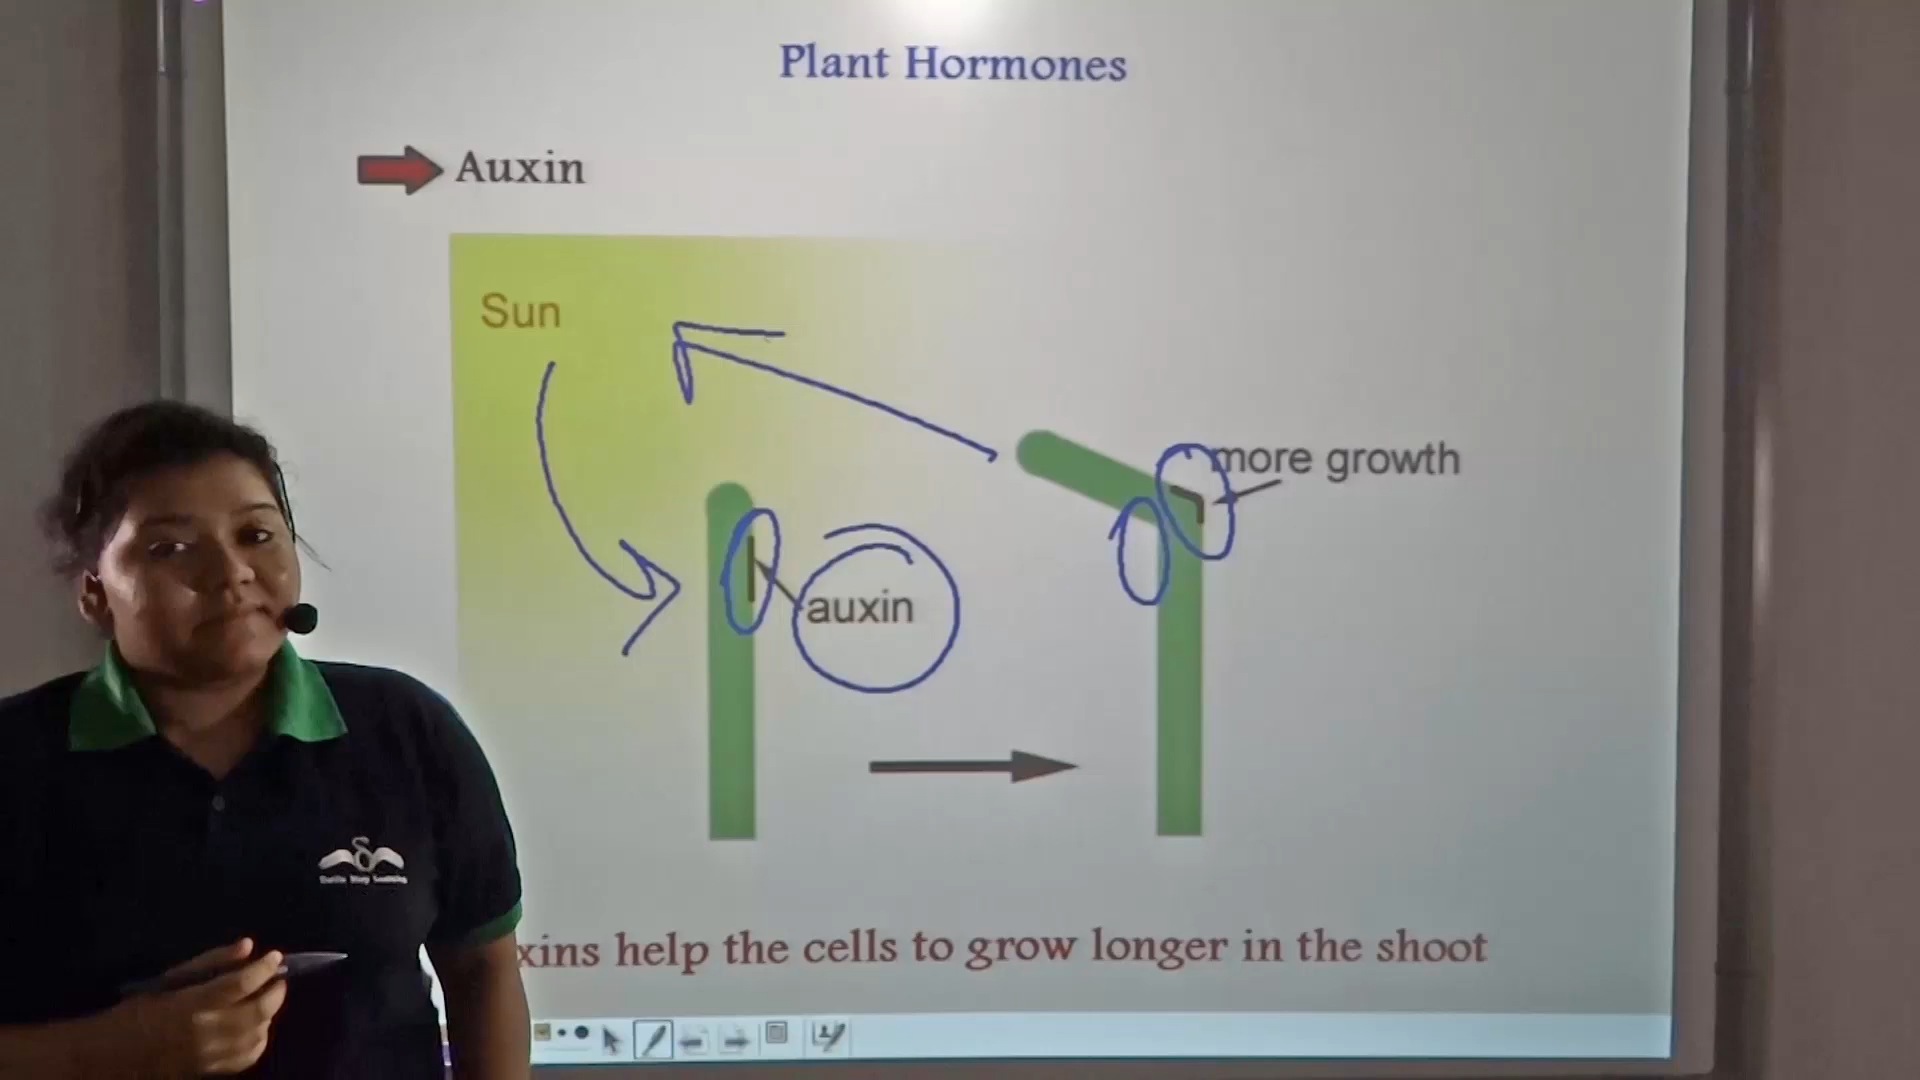 Plant Hormones
Auxin
Sun
more growth
auxin
xins help the cells to grow longer in the shoot